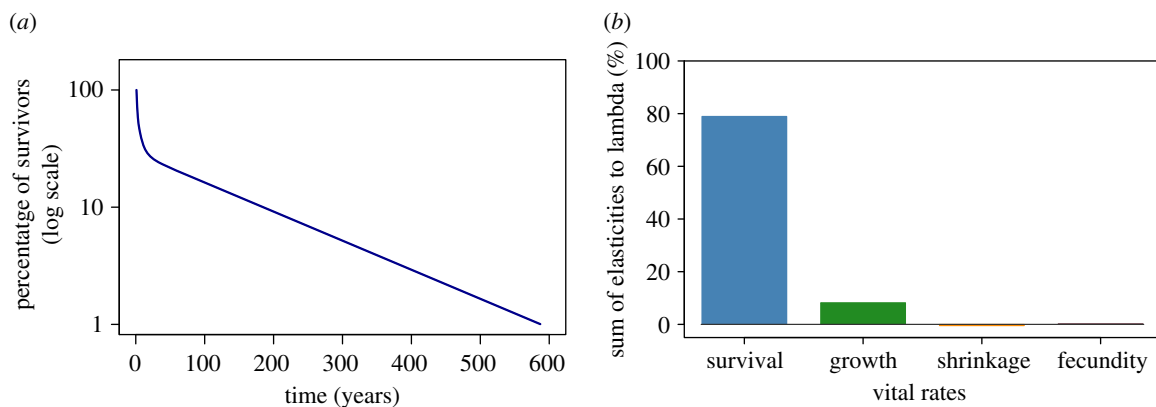 (a)
percentatge of survivors
(log scale)
100
10
1
0 100 200 300 400 500 600
time (years)
(b)
sum of elasticities to lambda (%)
100
80
60
40
20
0
survival growth shrinkage fecundity
vital rates